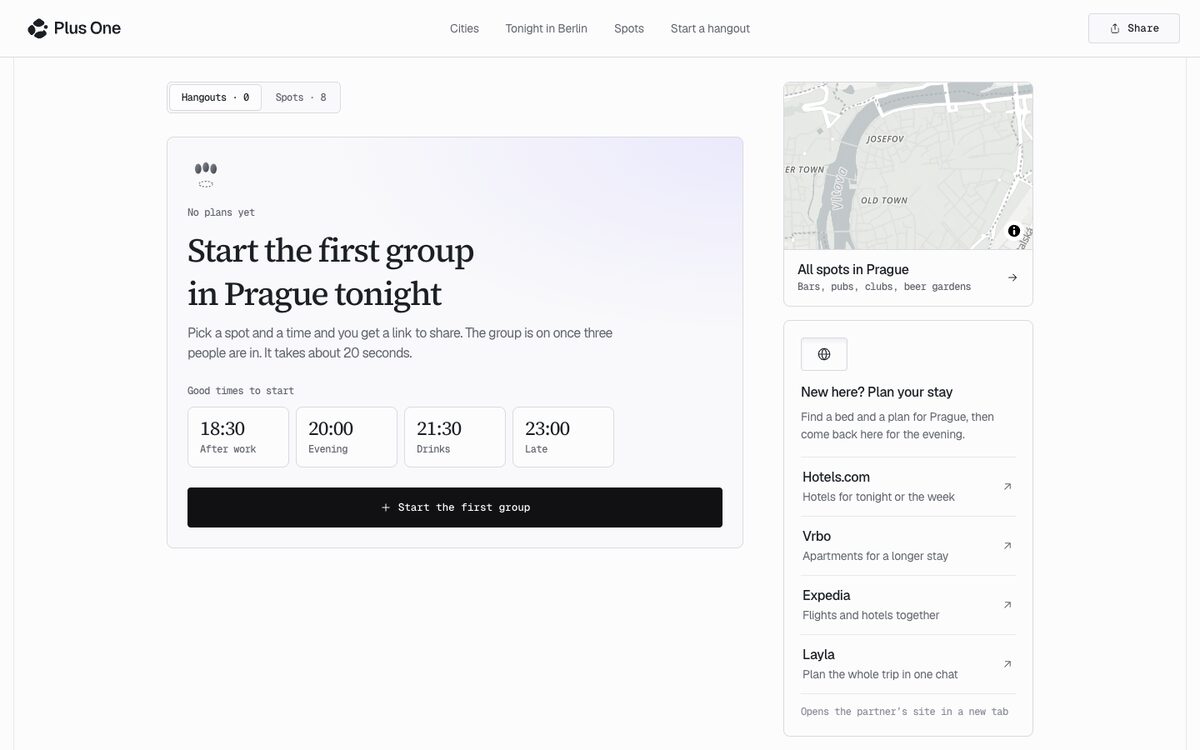 Plus One
Cities
Tonight in Berlin
Spots
Start a hangout
Share
Hangouts · 0
Spots · 8
No plans yet
Start the first group
in Prague tonight
Pick a spot and a time and you get a link to share. The group is on once three
people are in. It takes about 20 seconds.
Good times to start
18:30
After work
20:00
Evening
21:30
Drinks
23:00
Late
+ Start the first group
JOSEFOV
ER TOWN
Vltava
OLD TOWN
alská
All spots in Prague
Bars, pubs, clubs, beer gardens
New here? Plan your stay
Find a bed and a plan for Prague, then
come back here for the evening.
Hotels.com
Hotels for tonight or the week
Vrbo
Apartments for a longer stay
Expedia
Flights and hotels together
Layla
Plan the whole trip in one chat
Opens the partner's site in a new tab